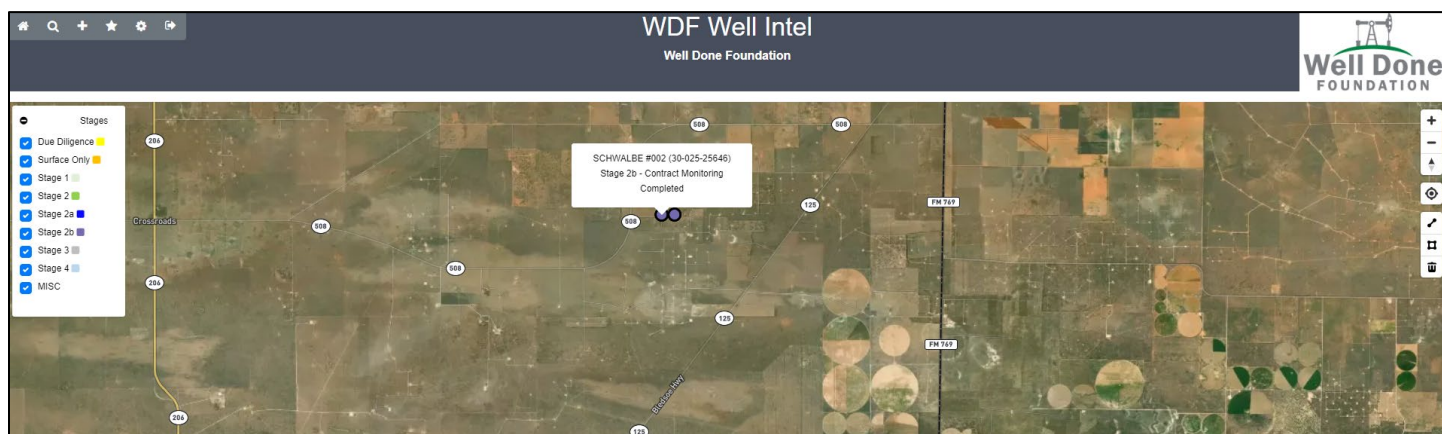 WDF Well Intel
Well Done Foundation
Well Done
FOUNDATION
Stages
Due Diligence
Surface Only
Stage 1
Stage 2
Stage 2a
Stage 2b
Stage 3
Stage 4
MISC
SCHWALBE #002 (30-025-25646)
Stage 2b - Contract Monitoring
Completed
206
508
508
125
FM 769
Crossroads
508
508
508
206
125
FM 769
Bledsoe Hwy
206
125